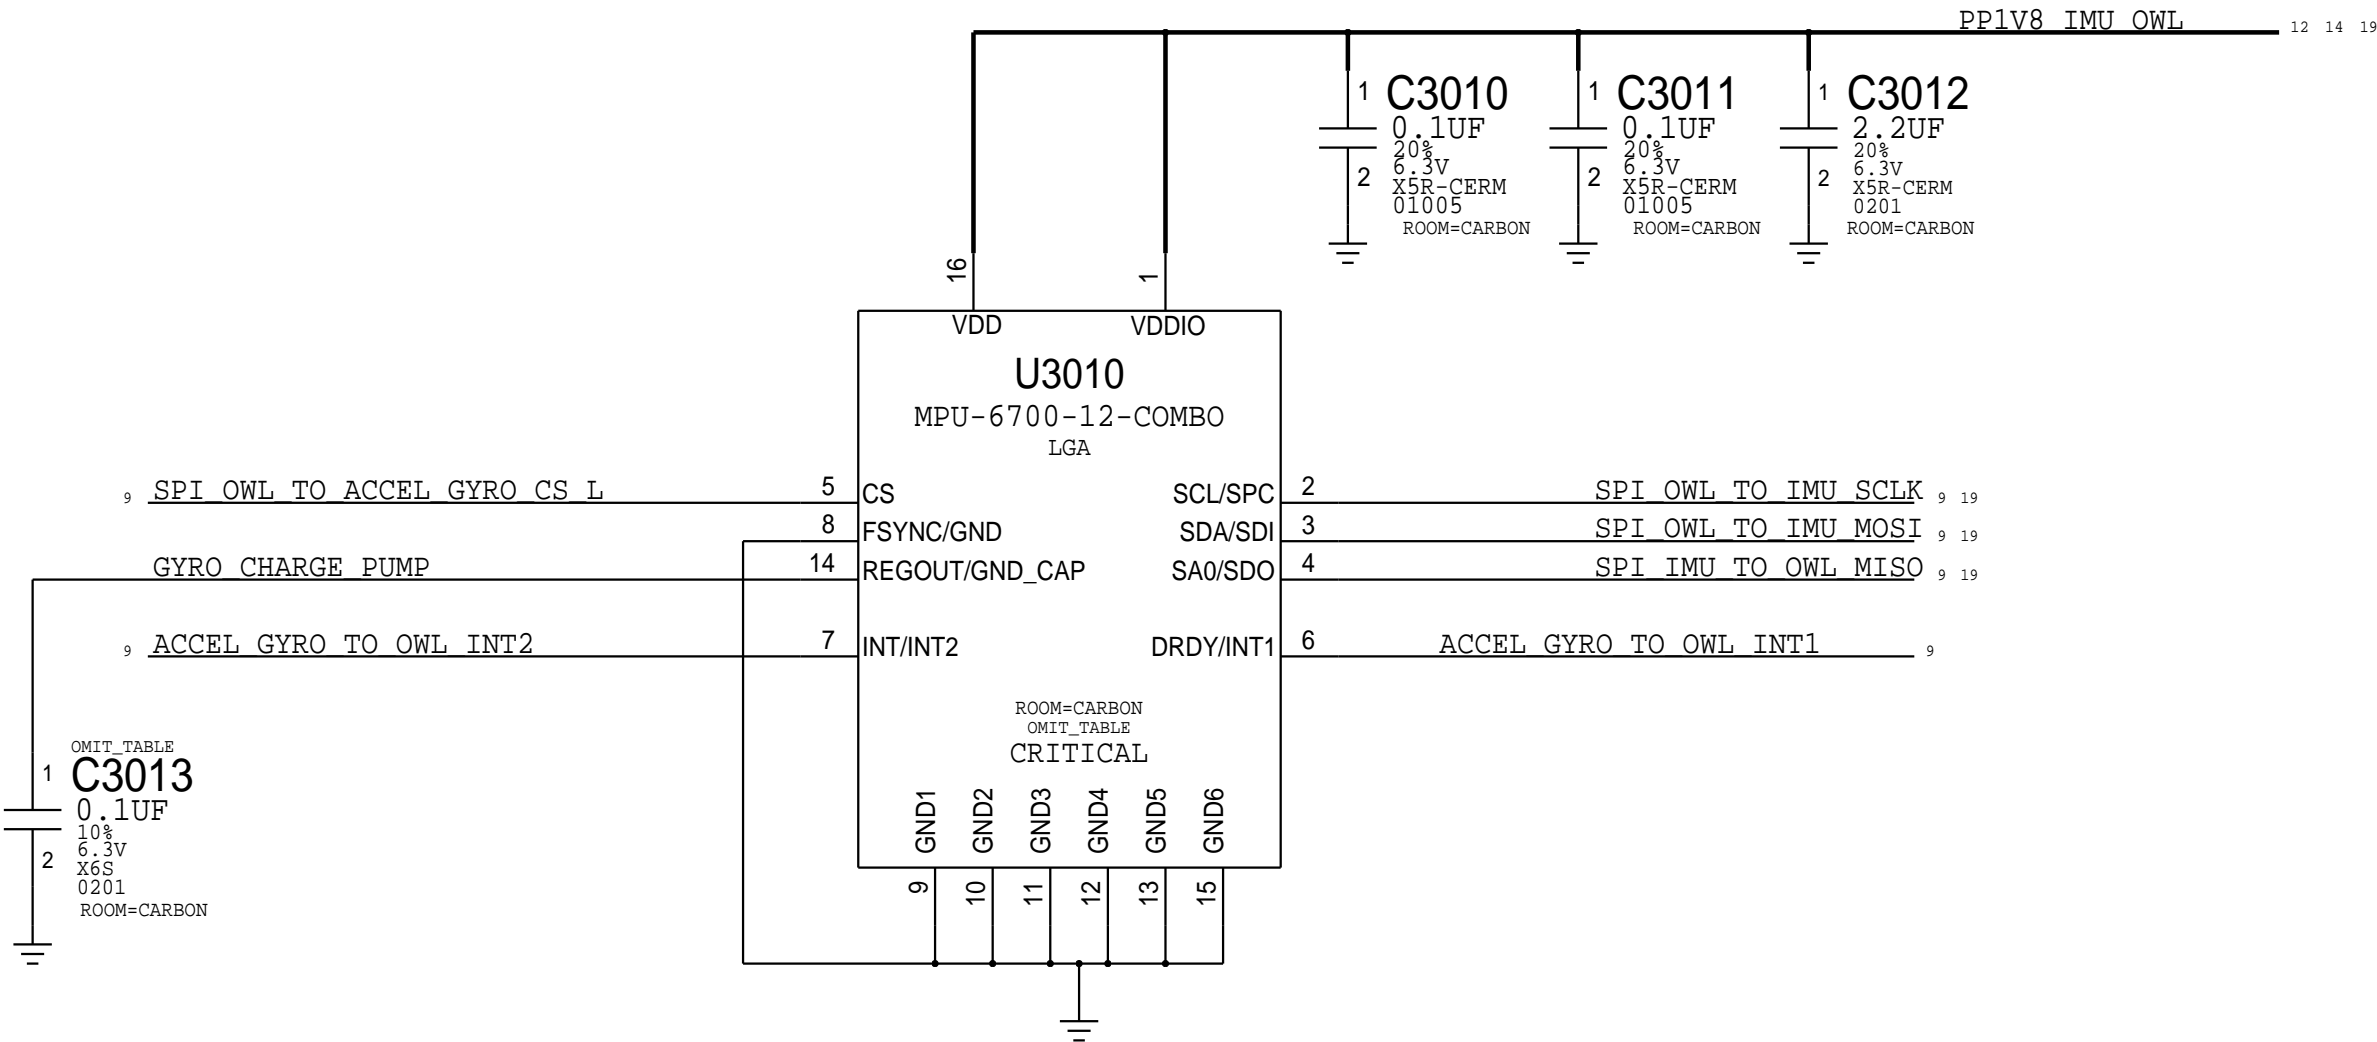 PP1V8_IMU_OWL 12 14 19
1 C3010
0.1UF
20%
6.3V
2
X5R-CERM
01005
ROOM=CARBON
1 C3011
0.1UF
20%
6.3V
2
X5R-CERM
01005
ROOM=CARBON
1 C3012
2.2UF
20%
6.3V
2
X5R-CERM
0201
ROOM=CARBON
16 1
VDD VDDIO
U3010
MPU-6700-12-COMBO
LGA
9 SPI_OWL_TO_ACCEL_GYRO_CS_L 5 CS SCL/SPC 2 SPI_OWL_TO_IMU_SCLK 9 19
8 FSYNC/GND SDA/SDI 3 SPI_OWL_TO_IMU_MOSI 9 19
GYRO_CHARGE_PUMP 14 REGOUT/GND_CAP SA0/SDO 4 SPI_IMU_TO_OWL_MISO 9 19
9 ACCEL_GYRO_TO_OWL_INT2 7 INT/INT2 DRDY/INT1 6 ACCEL_GYRO_TO_OWL_INT1 9
ROOM=CARBON
OMIT_TABLE
CRITICAL
OMIT_TABLE
1 C3013
0.1UF
10%
6.3V
2
X6S
0201
ROOM=CARBON
GND1 GND2 GND3 GND4 GND5 GND6
9 10 11 12 13 15